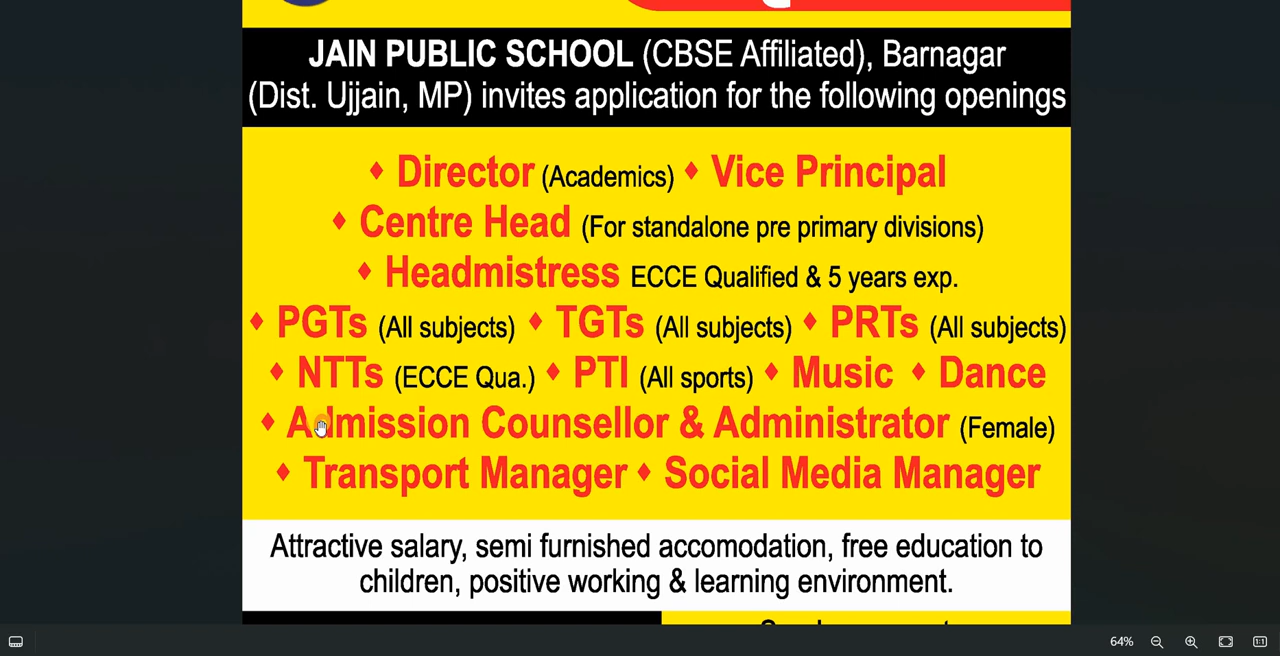 JAIN PUBLIC SCHOOL (CBSE Affiliated), Barnagar
(Dist. Ujjain, MP) invites application for the following openings
♦ Director (Academics) ♦ Vice Principal
♦ Centre Head (For standalone pre primary divisions)
♦ Headmistress ECCE Qualified & 5 years exp.
♦ PGTs (All subjects) ♦ TGTs (All subjects) ♦ PRTs (All subjects)
♦ NTTs (ECCE Qua.) ♦ PTI (All sports) ♦ Music ♦ Dance
♦ Admission Counsellor & Administrator (Female)
♦ Transport Manager ♦ Social Media Manager
Attractive salary, semi furnished accomodation, free education to
children, positive working & learning environment.
64%
1:1